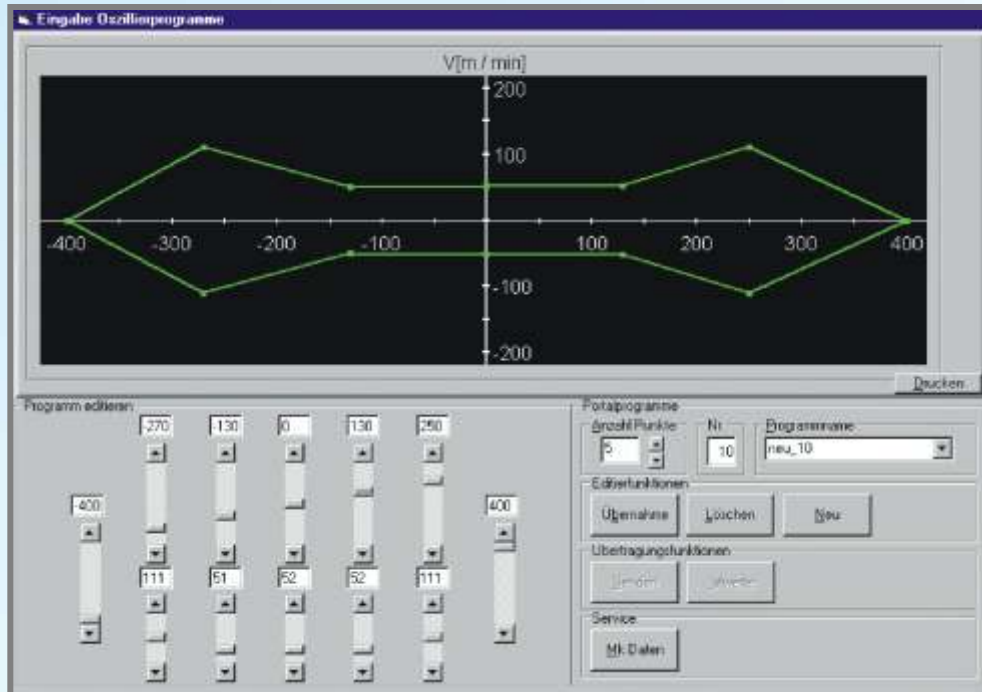 Eingabe Oszillierprogramme
V[m / min]
200
100
-400 -300 -200 -100 100 200 300 400
-100
-200
Drucken
Programm editieren
-270 -130 0 130 250
-400 400
111 51 52 52 111
Portalprogramme
Anzahl Punkte Nr. Programmname
5 10 neu_10
Editierfunktionen
Übernahme Löschen Neu
Übertragungsfunktionen
Senden
Service
Mk Daten